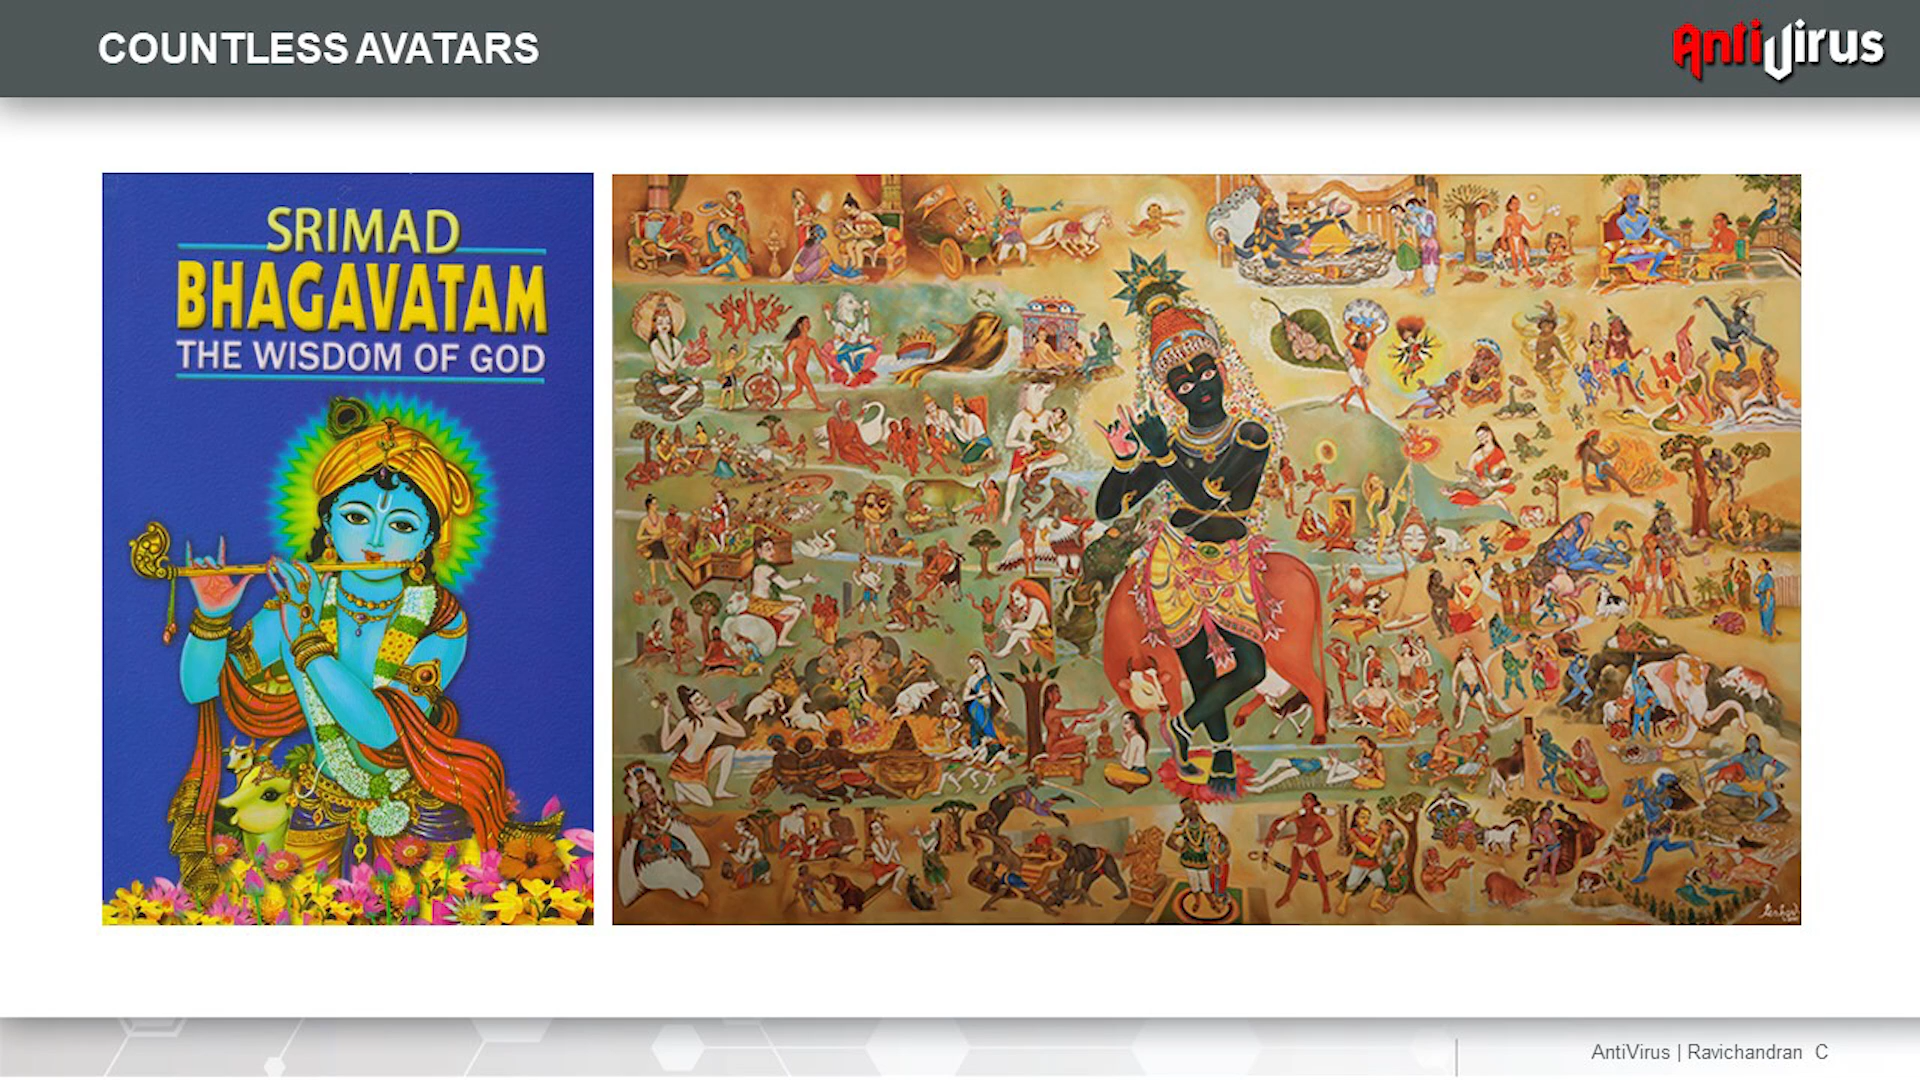 COUNTLESS AVATARS
AntiVirus
SRIMAD
BHAGAVATAM
THE WISDOM OF GOD
AntiVirus | Ravichandran C